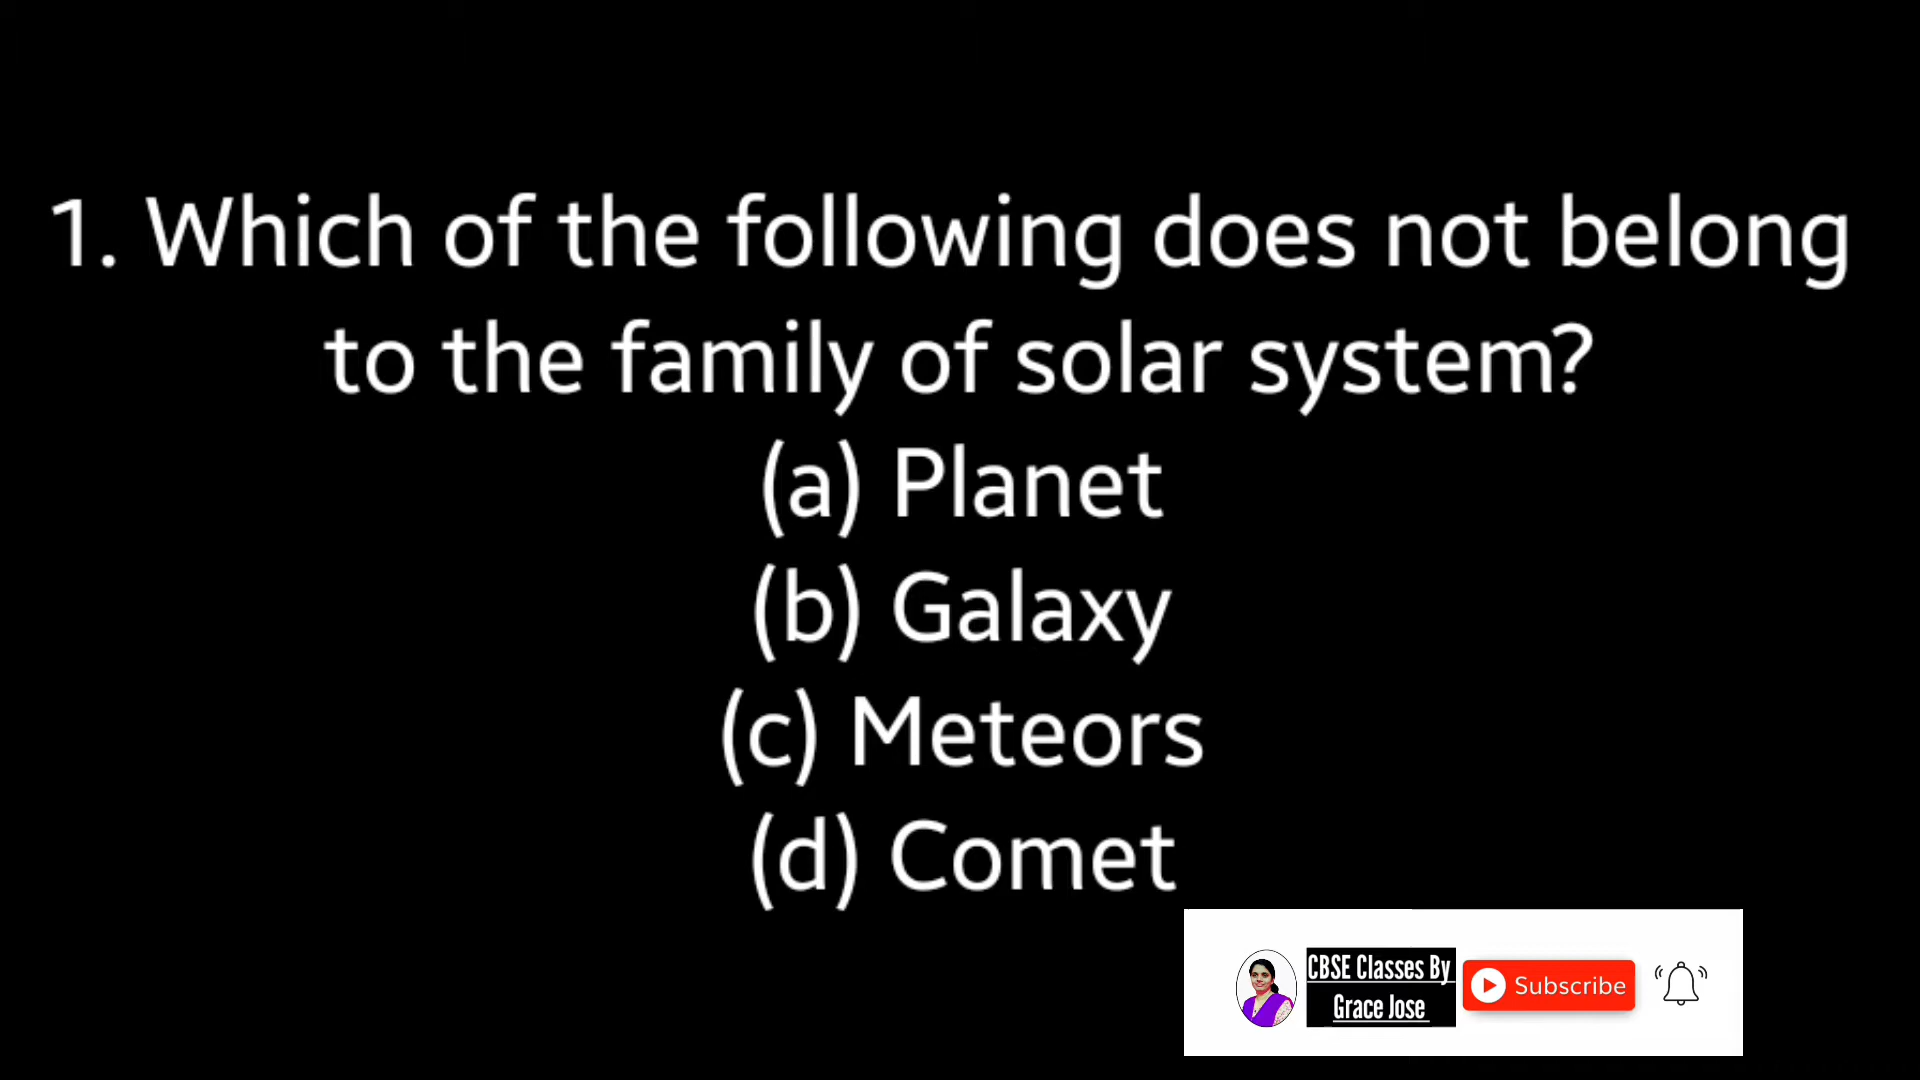 1. Which of the following does not belong
to the family of solar system?
(a) Planet
(b) Galaxy
(c) Meteors
(d) Comet
CBSE Classes By
Grace Jose
Subscribe